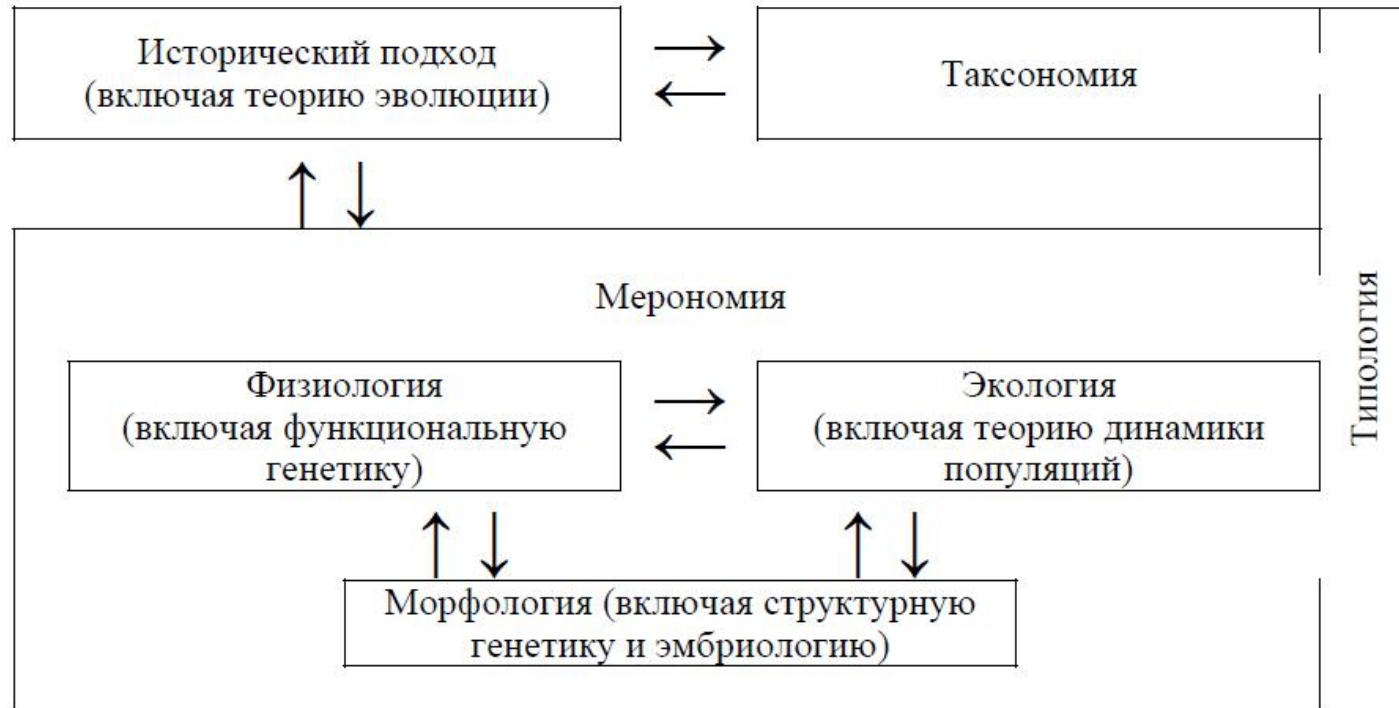 Исторический подход
(включая теорию эволюции)
Таксономия
Мерономия
Типология
Физиология
(включая функциональную
генетику)
Экология
(включая теорию динамики
популяций)
Морфология (включая структурную
генетику и эмбриологию)